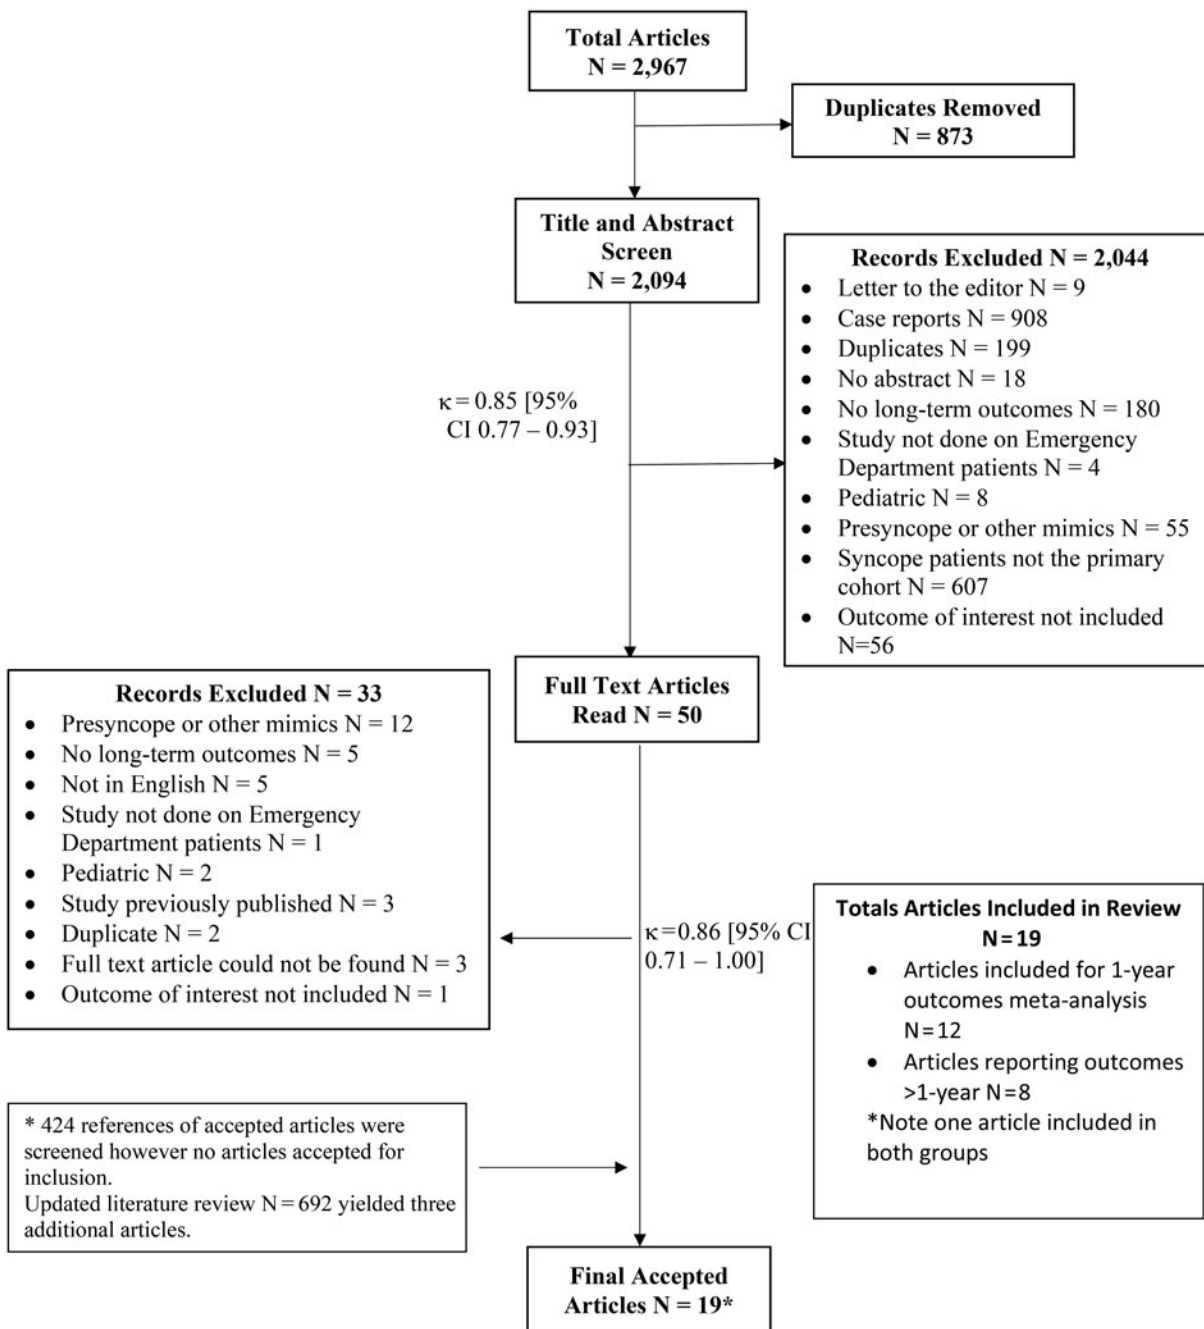 Total Articles
N = 2,967
Duplicates Removed
N = 873
Title and Abstract
Screen
N = 2,094
Records Excluded N = 2,044
• Letter to the editor N = 9
• Case reports N = 908
• Duplicates N = 199
• No abstract N = 18
• No long-term outcomes N = 180
• Study not done on Emergency
Department patients N = 4
• Pediatric N = 8
• Presyncope or other mimics N = 55
• Syncope patients not the primary
cohort N = 607
• Outcome of interest not included
N=56
κ = 0.85 [95%
CI 0.77 – 0.93]
Full Text Articles
Read N = 50
Records Excluded N = 33
• Presyncope or other mimics N = 12
• No long-term outcomes N = 5
• Not in English N = 5
• Study not done on Emergency
Department patients N = 1
• Pediatric N = 2
• Study previously published N = 3
• Duplicate N = 2
• Full text article could not be found N = 3
• Outcome of interest not included N = 1
κ=0.86 [95% CI
0.71 – 1.00]
Totals Articles Included in Review
N=19
• Articles included for 1-year
outcomes meta-analysis
N=12
• Articles reporting outcomes
>1-year N=8
*Note one article included in
both groups
* 424 references of accepted articles were
screened however no articles accepted for
inclusion.
Updated literature review N = 692 yielded three
additional articles.
Final Accepted
Articles N = 19*